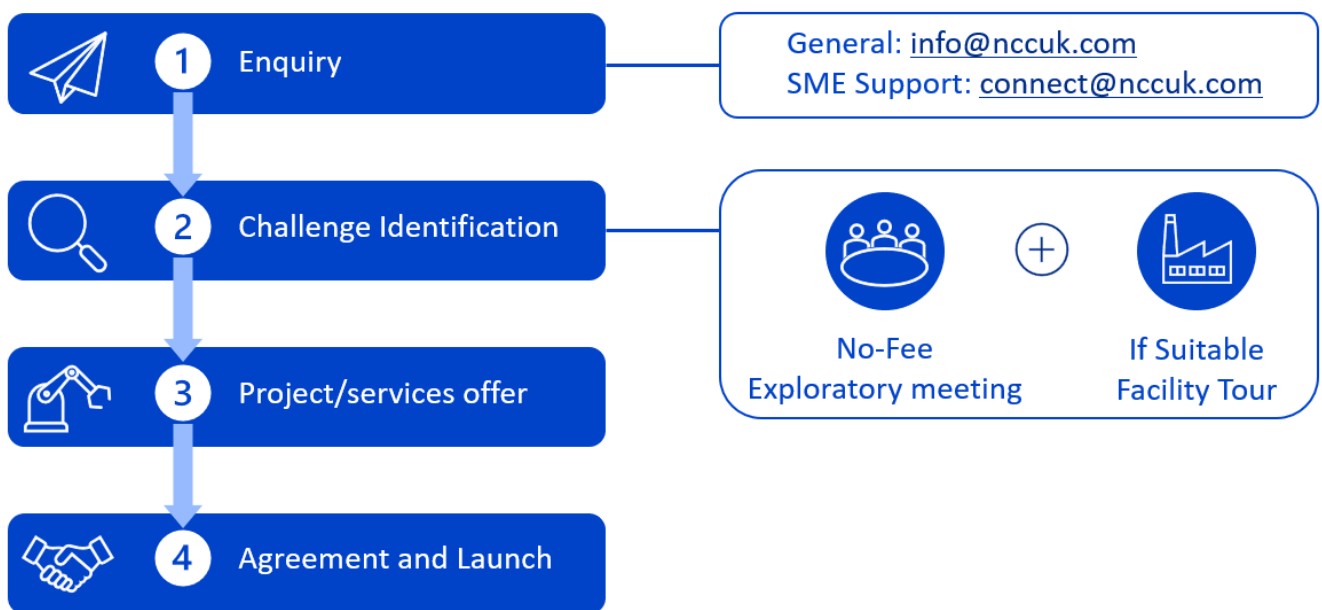 1 Enquiry
General: info@nccuk.com
SME Support: connect@nccuk.com
2 Challenge Identification
No-Fee
Exploratory meeting
If Suitable
Facility Tour
3 Project/services offer
4 Agreement and Launch